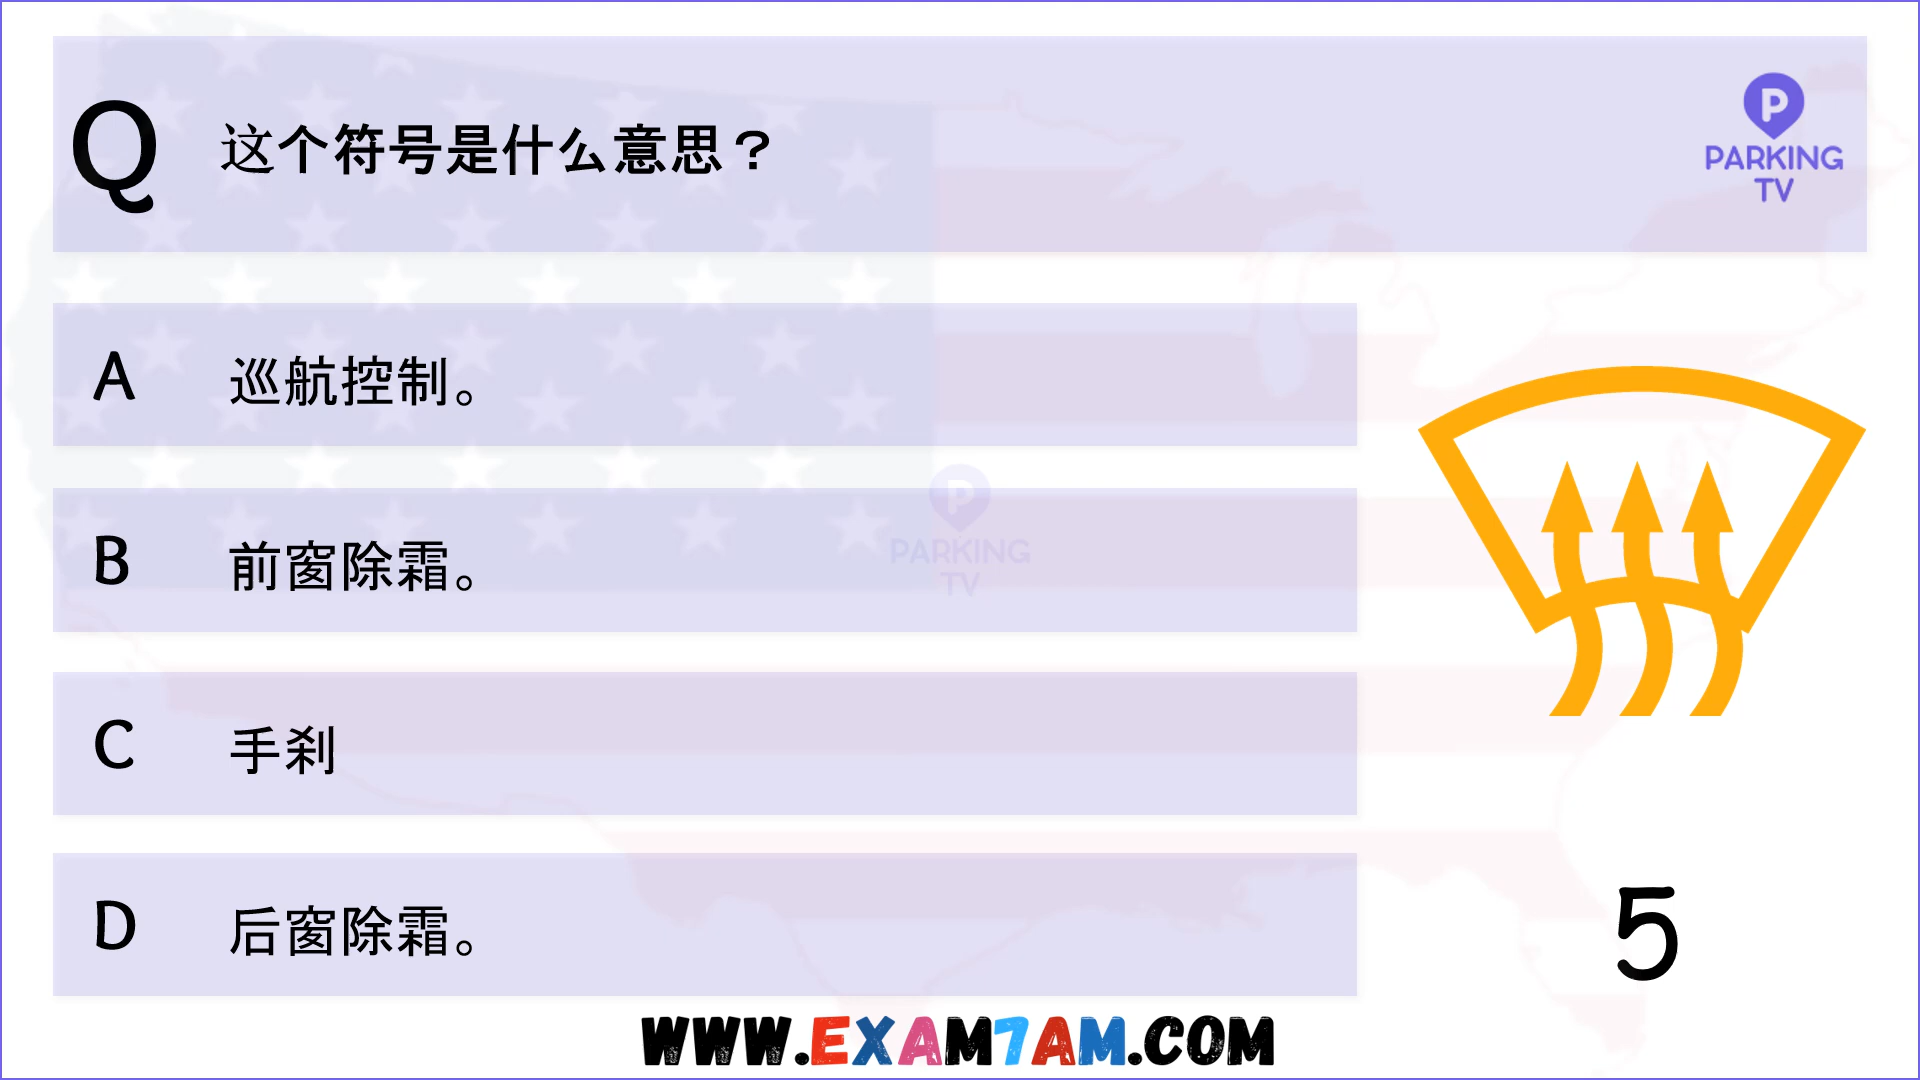 Q 这个符号是什么意思？
P
PARKING
TV
A 巡航控制。
B 前窗除霜。
P
PARKING
TV
C 手刹
D 后窗除霜。
5
WWW.EXAM7AM.COM